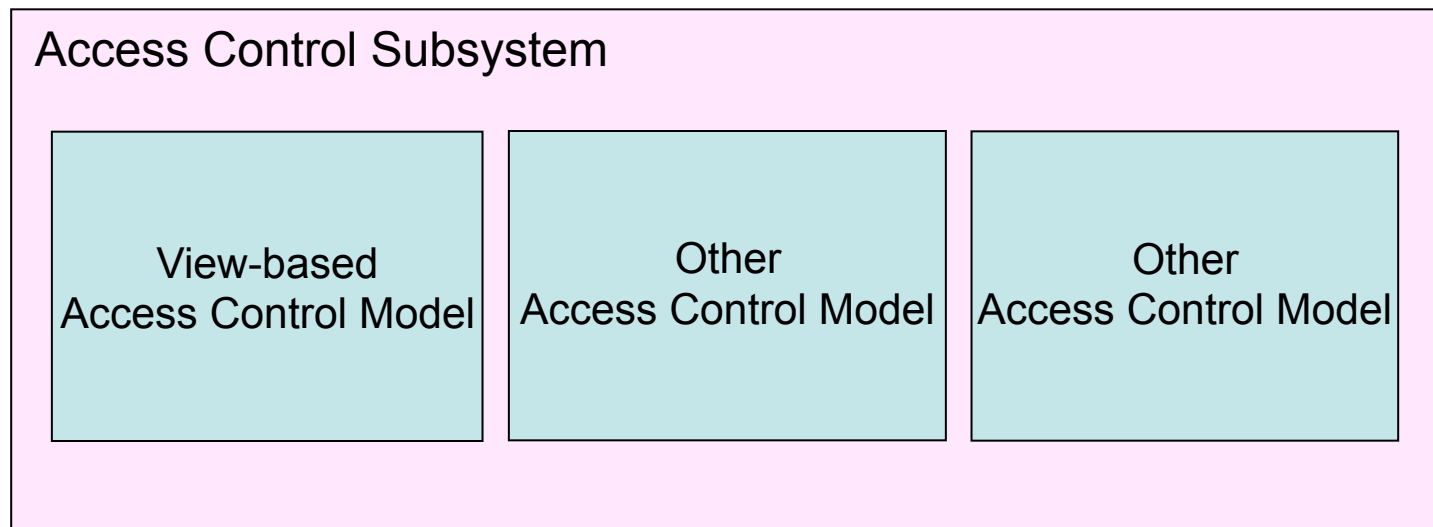 Access Control Subsystem
View-based
Access Control Model
Other
Access Control Model
Other
Access Control Model